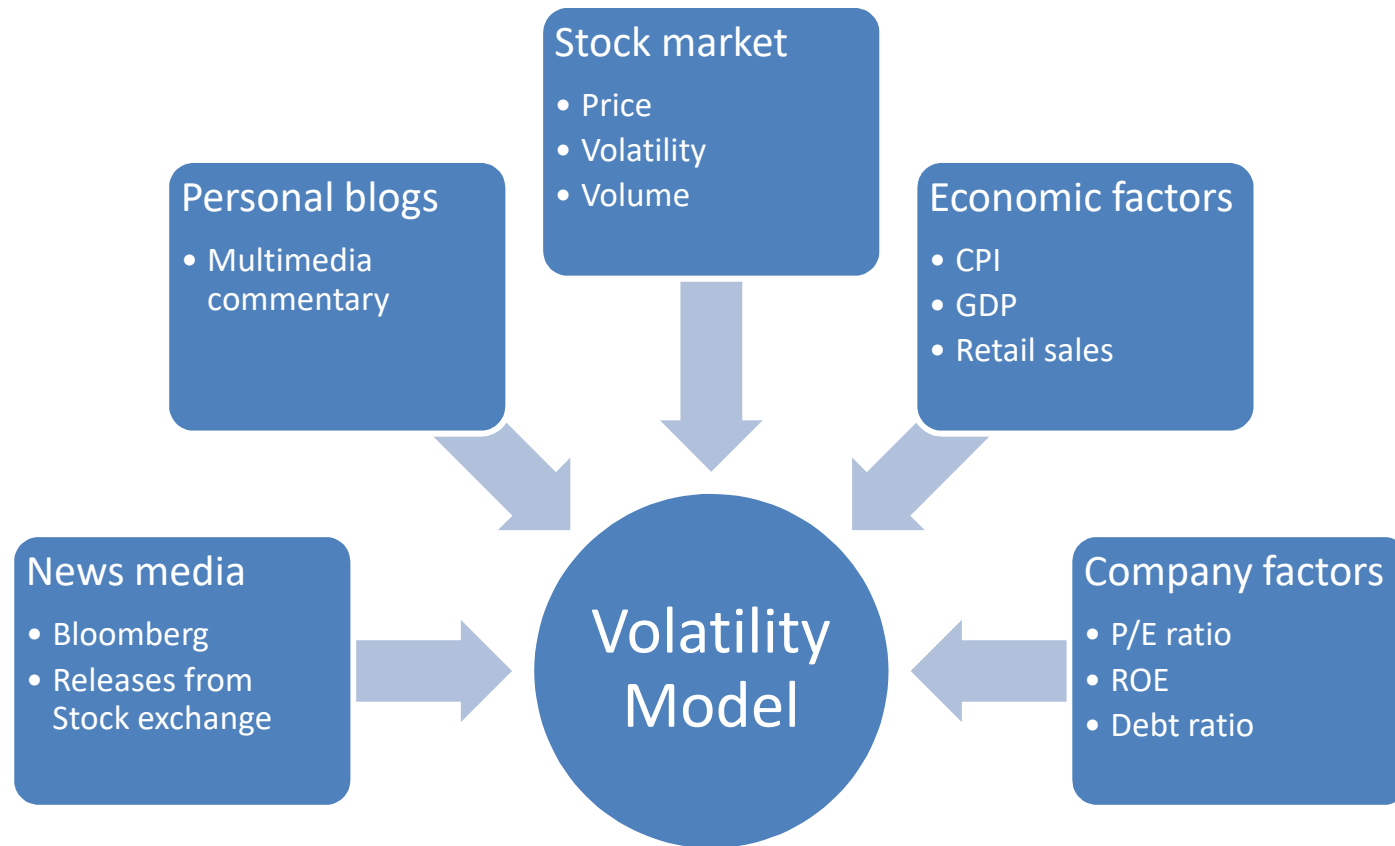 Stock market
• Price
• Volatility
• Volume
Personal blogs
• Multimedia
commentary
Economic factors
• CPI
• GDP
• Retail sales
News media
• Bloomberg
• Releases from
Stock exchange
Company factors
• P/E ratio
• ROE
• Debt ratio
Volatility
Model